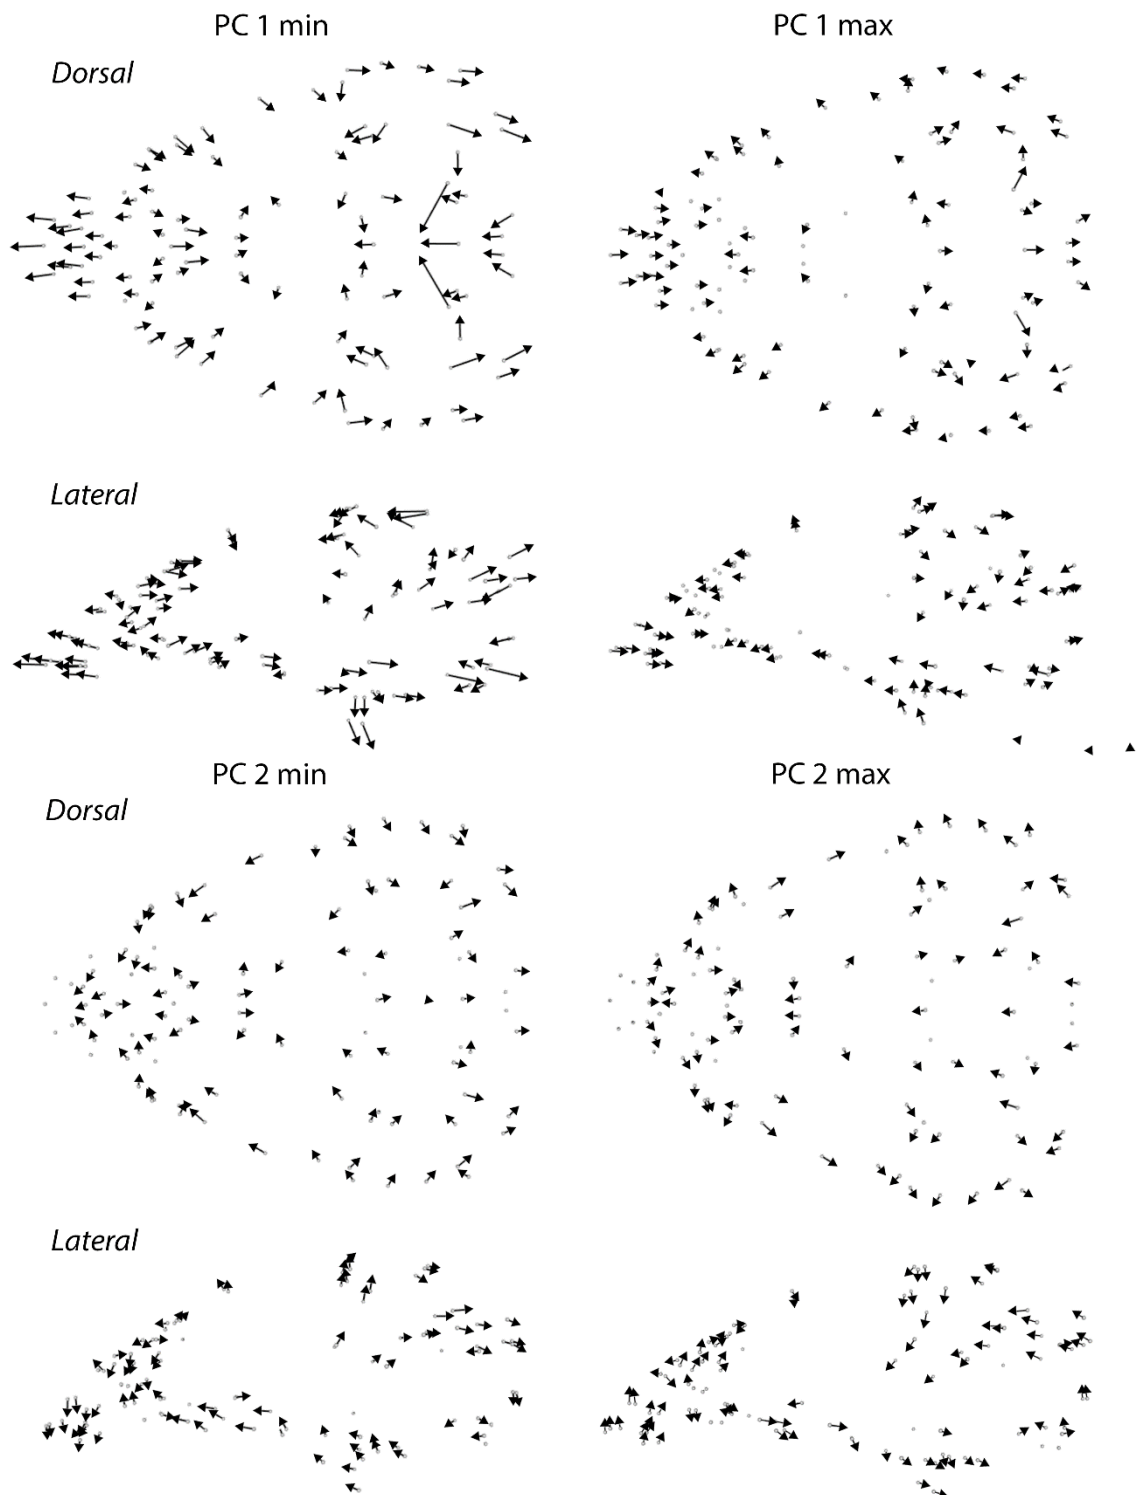 PC 1 min PC 1 max
Dorsal
Lateral
PC 2 min PC 2 max
Dorsal
Lateral